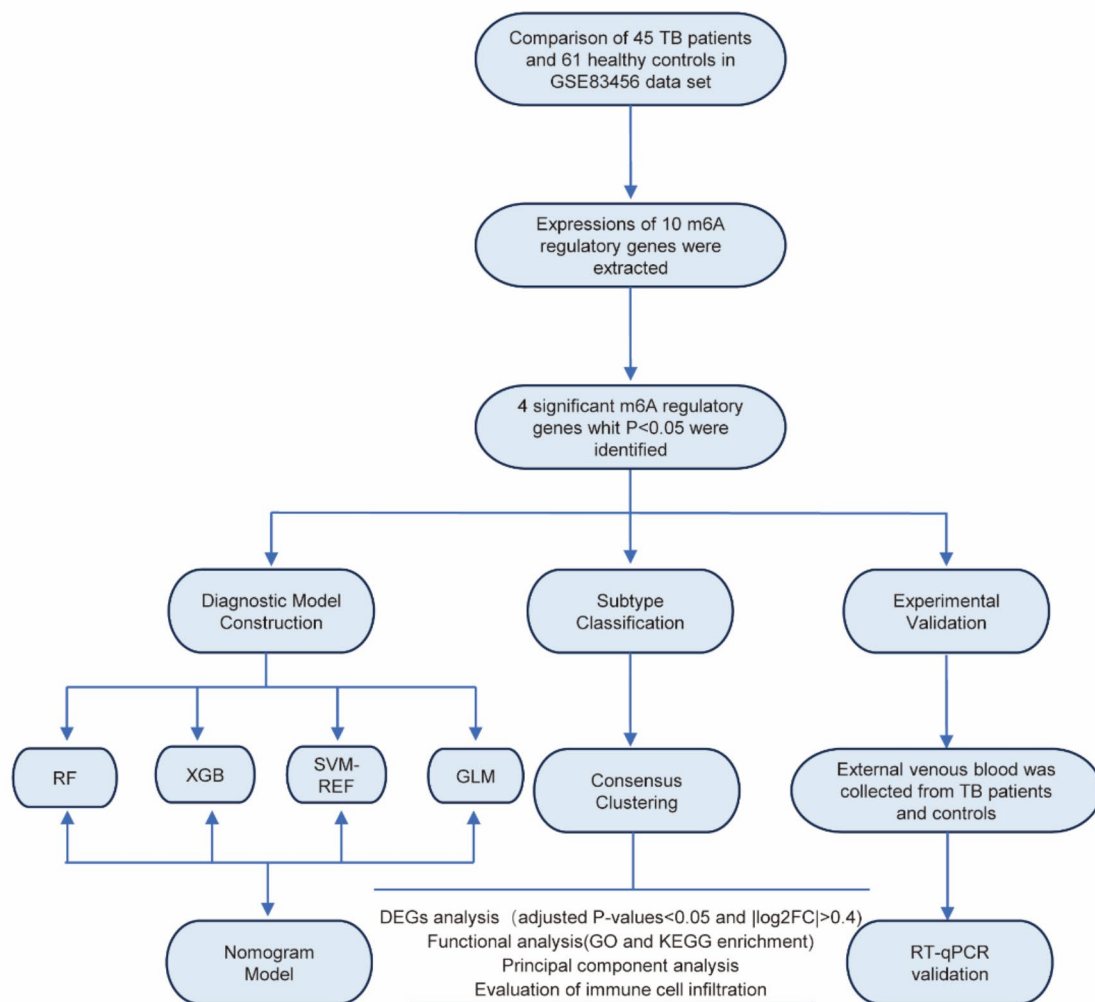 Comparison of 45 TB patients
and 61 healthy controls in
GSE83456 data set
Expressions of 10 m6A
regulatory genes were
extracted
4 significant m6A regulatory
genes whit P<0.05 were
identified
Diagnostic Model
Construction
Subtype
Classification
Experimental
Validation
RF
XGB
SVM-
REF
GLM
Consensus
Clustering
External venous blood was
collected from TB patients
and controls
Nomogram
Model
DEGs analysis（adjusted P-values<0.05 and |log2FC|>0.4)
Functional analysis(GO and KEGG enrichment)
Principal component analysis
Evaluation of immune cell infiltration
RT-qPCR
validation